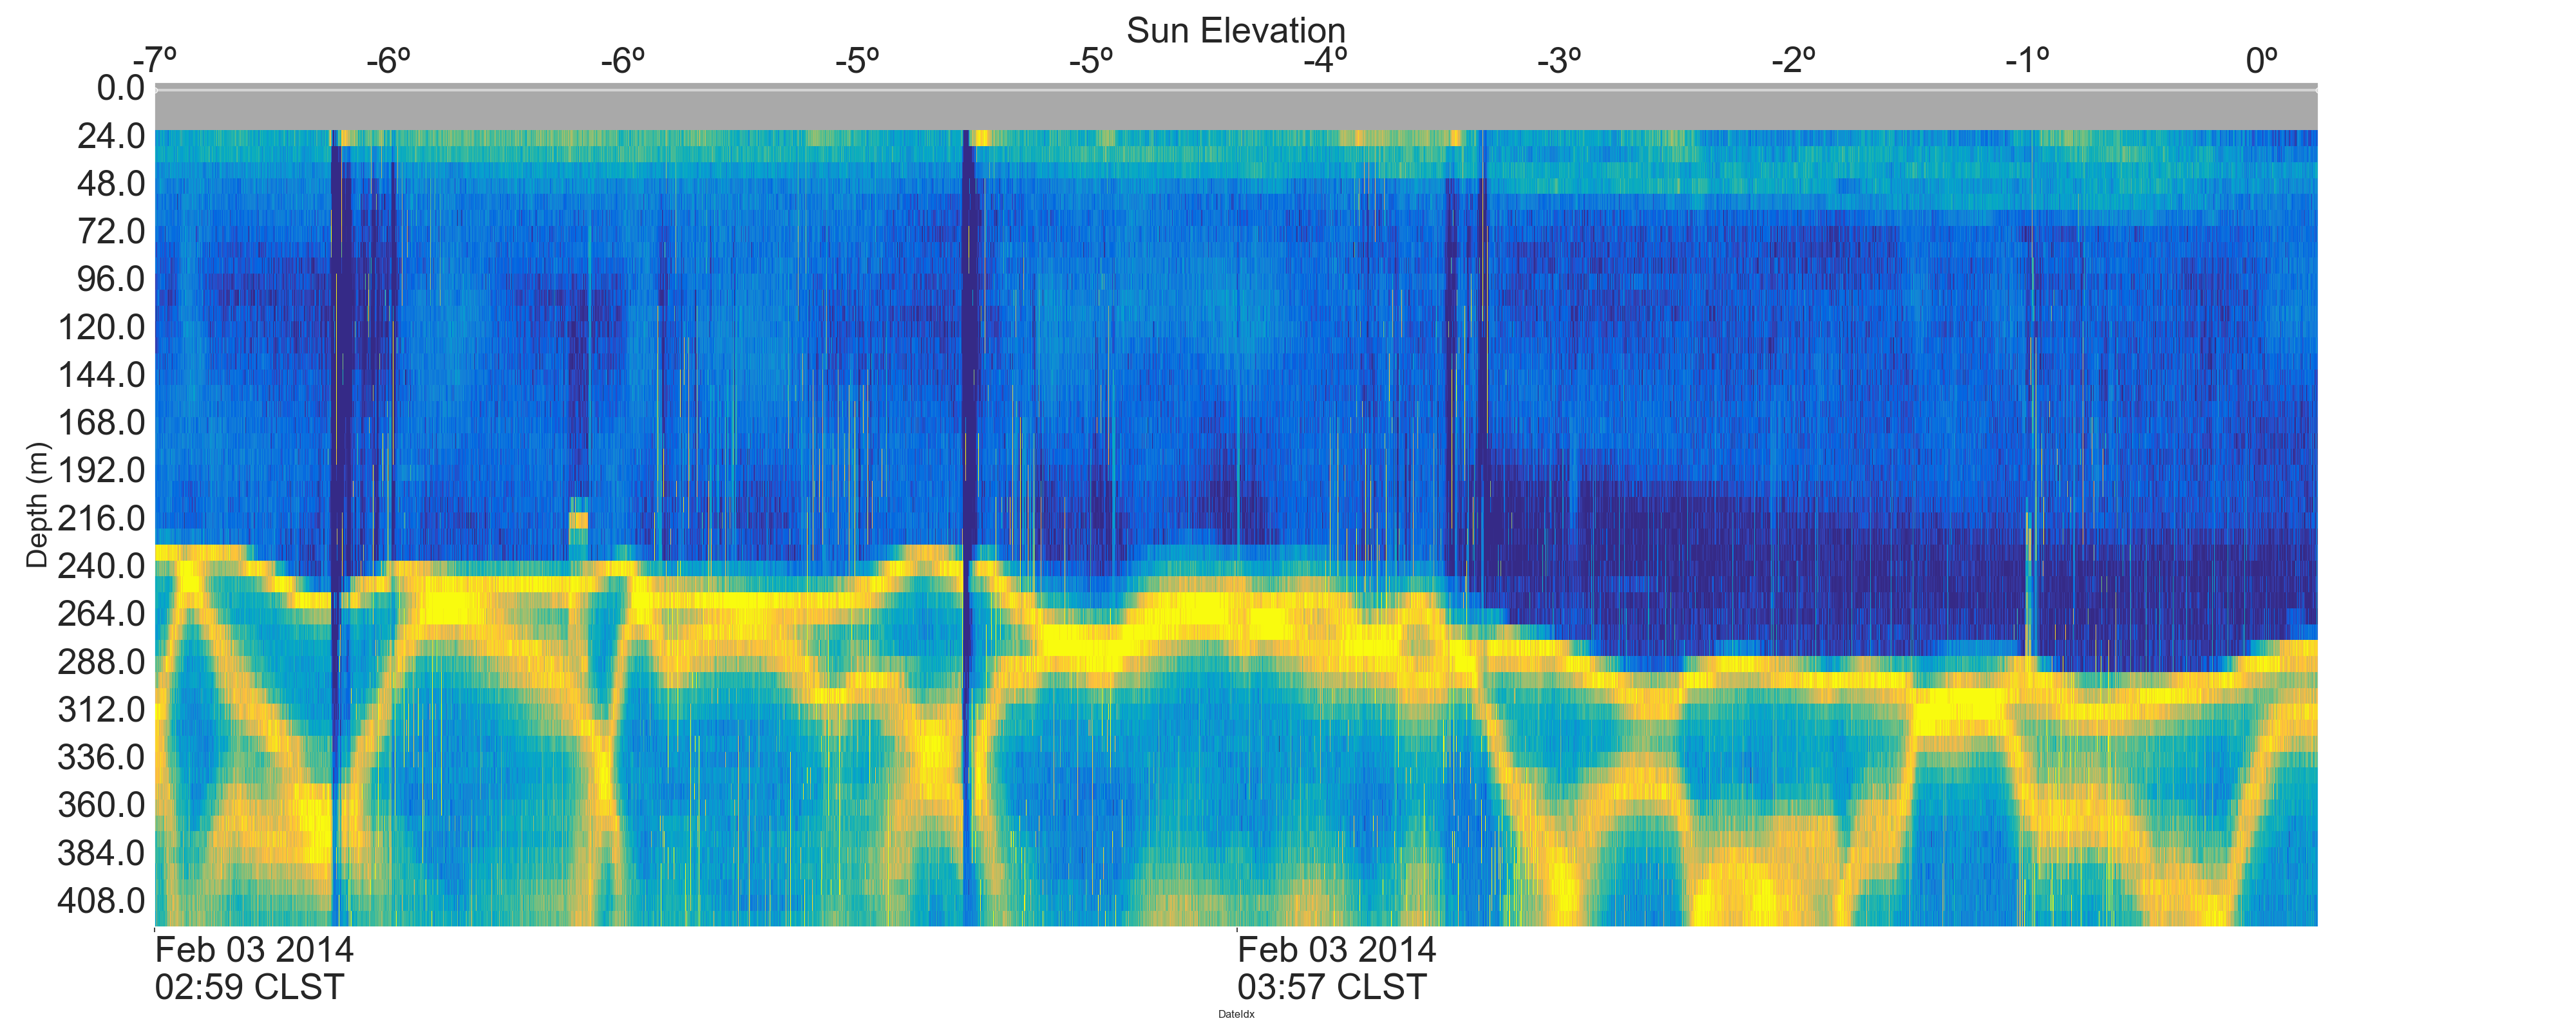 Sun Elevation
-7º -6º -6º -5º -5º -4º -3º -2º -1º 0º
0.0
24.0
48.0
72.0
96.0
120.0
144.0
168.0
192.0
216.0
240.0
264.0
288.0
312.0
336.0
360.0
384.0
408.0
Depth (m)
Feb 03 2014
02:59 CLST
Feb 03 2014
03:57 CLST
DateIdx